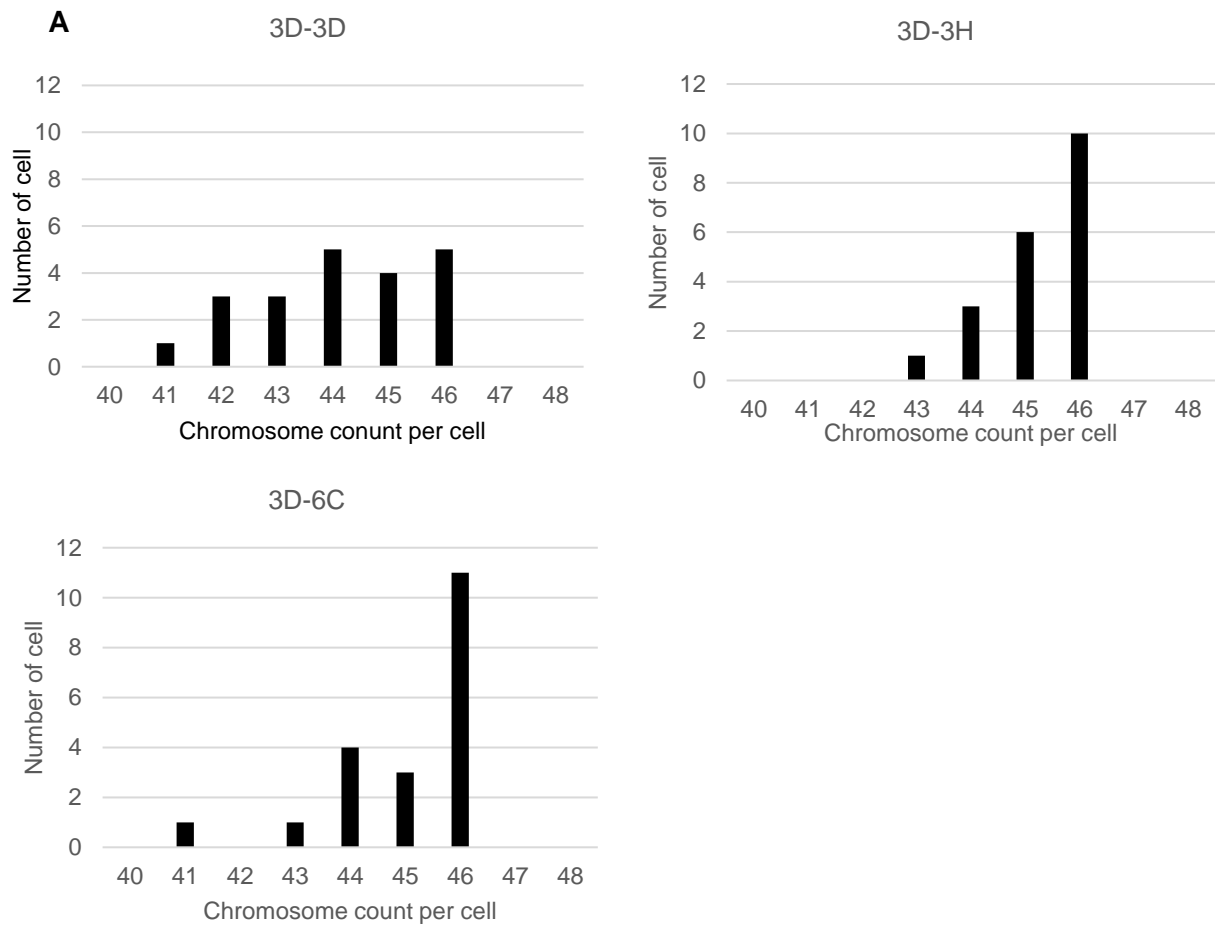 A
3D-3D
12
10
8
6
4
2
0
Number of cell
40 41 42 43 44 45 46 47 48
Chromosome conunt per cell
3D-3H
12
10
8
6
4
2
0
Number of cell
40 41 42 43 44 45 46 47 48
Chromosome count per cell
3D-6C
12
10
8
6
4
2
0
Number of cell
40 41 42 43 44 45 46 47 48
Chromosome count per cell